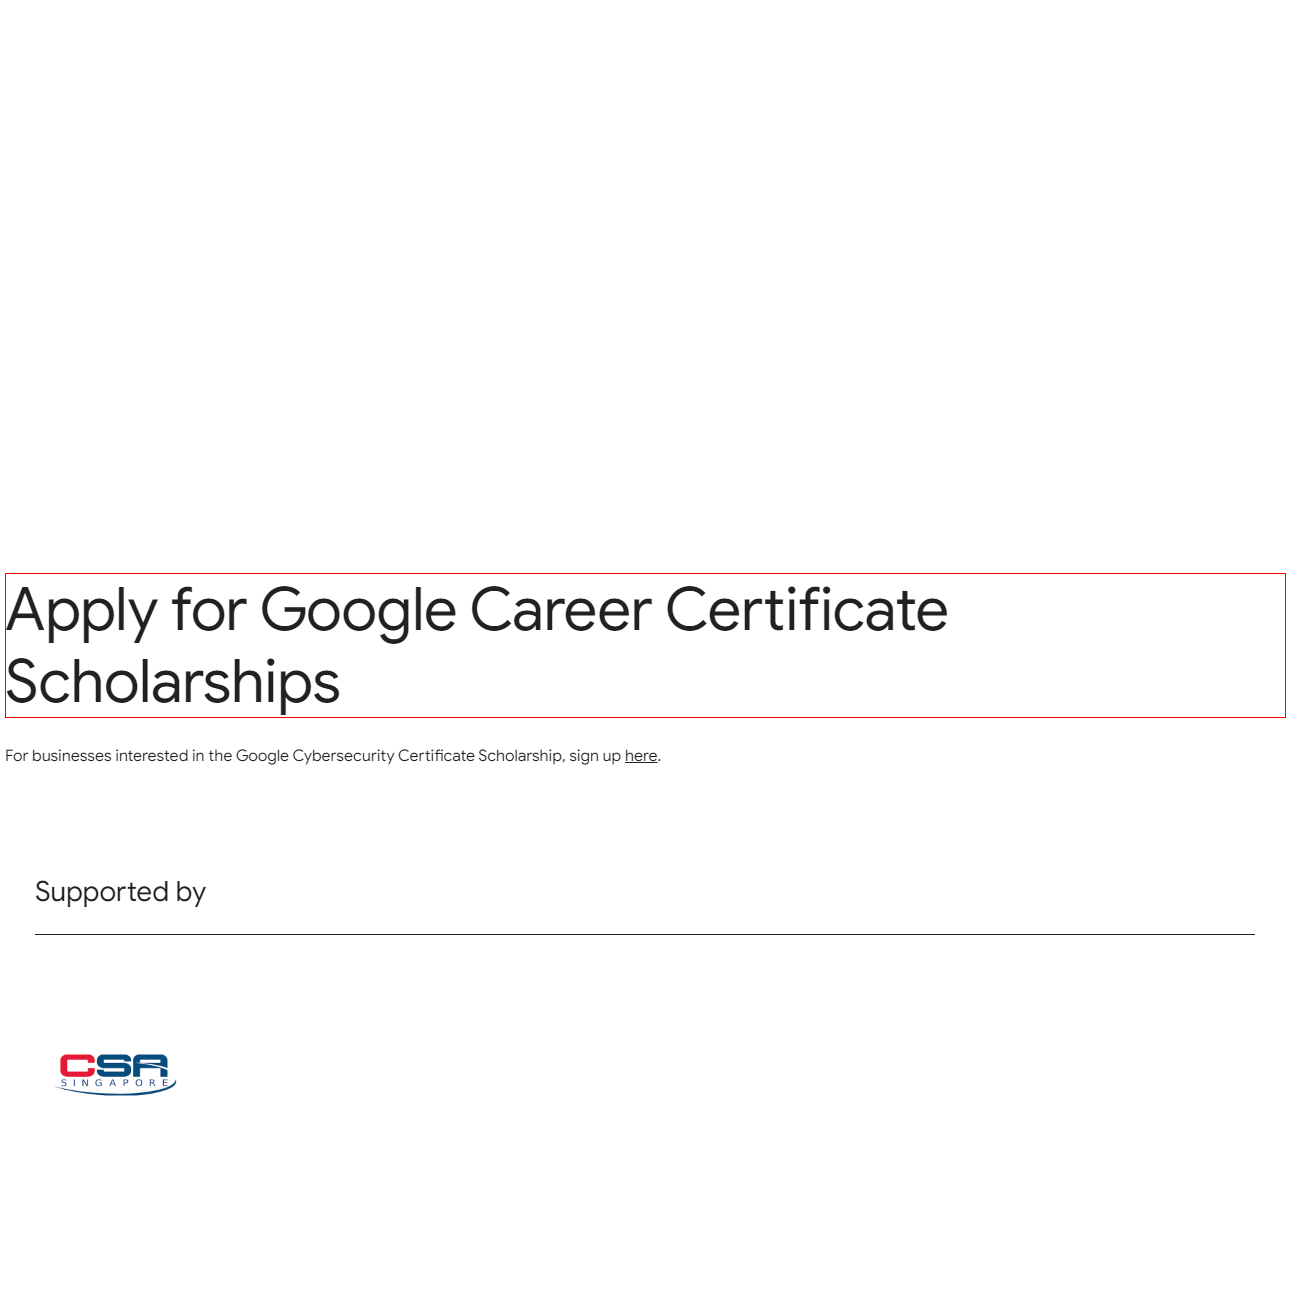 Apply for Google Career Certificate
Scholarships
For businesses interested in the Google Cybersecurity Certificate Scholarship, sign up here.
Supported by
CSA
SINGAPORE